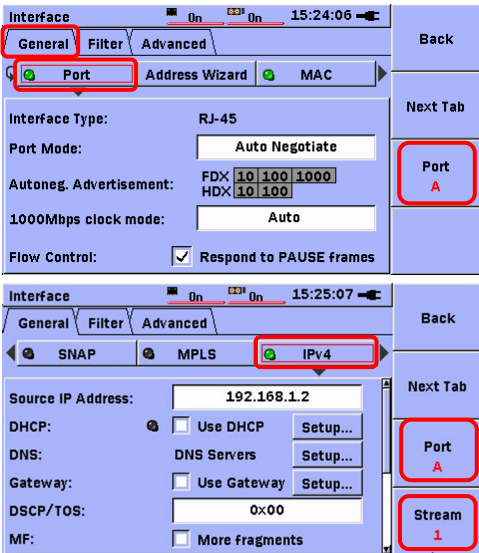 Interface 0n 0n 15:24:06
General Filter Advanced
Port Address Wizard MAC
Interface Type: RJ-45
Port Mode: Auto Negotiate
Autoneg. Advertisement: FDX 10 100 1000
HDX 10 100
1000Mbps clock mode: Auto
Flow Control: Respond to PAUSE frames
Back
Next Tab
Port
A
Interface 0n 0n 15:25:07
General Filter Advanced
SNAP MPLS IPv4
Source IP Address: 192.168.1.2
DHCP: Use DHCP Setup...
DNS: DNS Servers Setup...
Gateway: Use Gateway Setup...
DSCP/TOS: 0x00
MF: More fragments
Back
Next Tab
Port
A
Stream
1